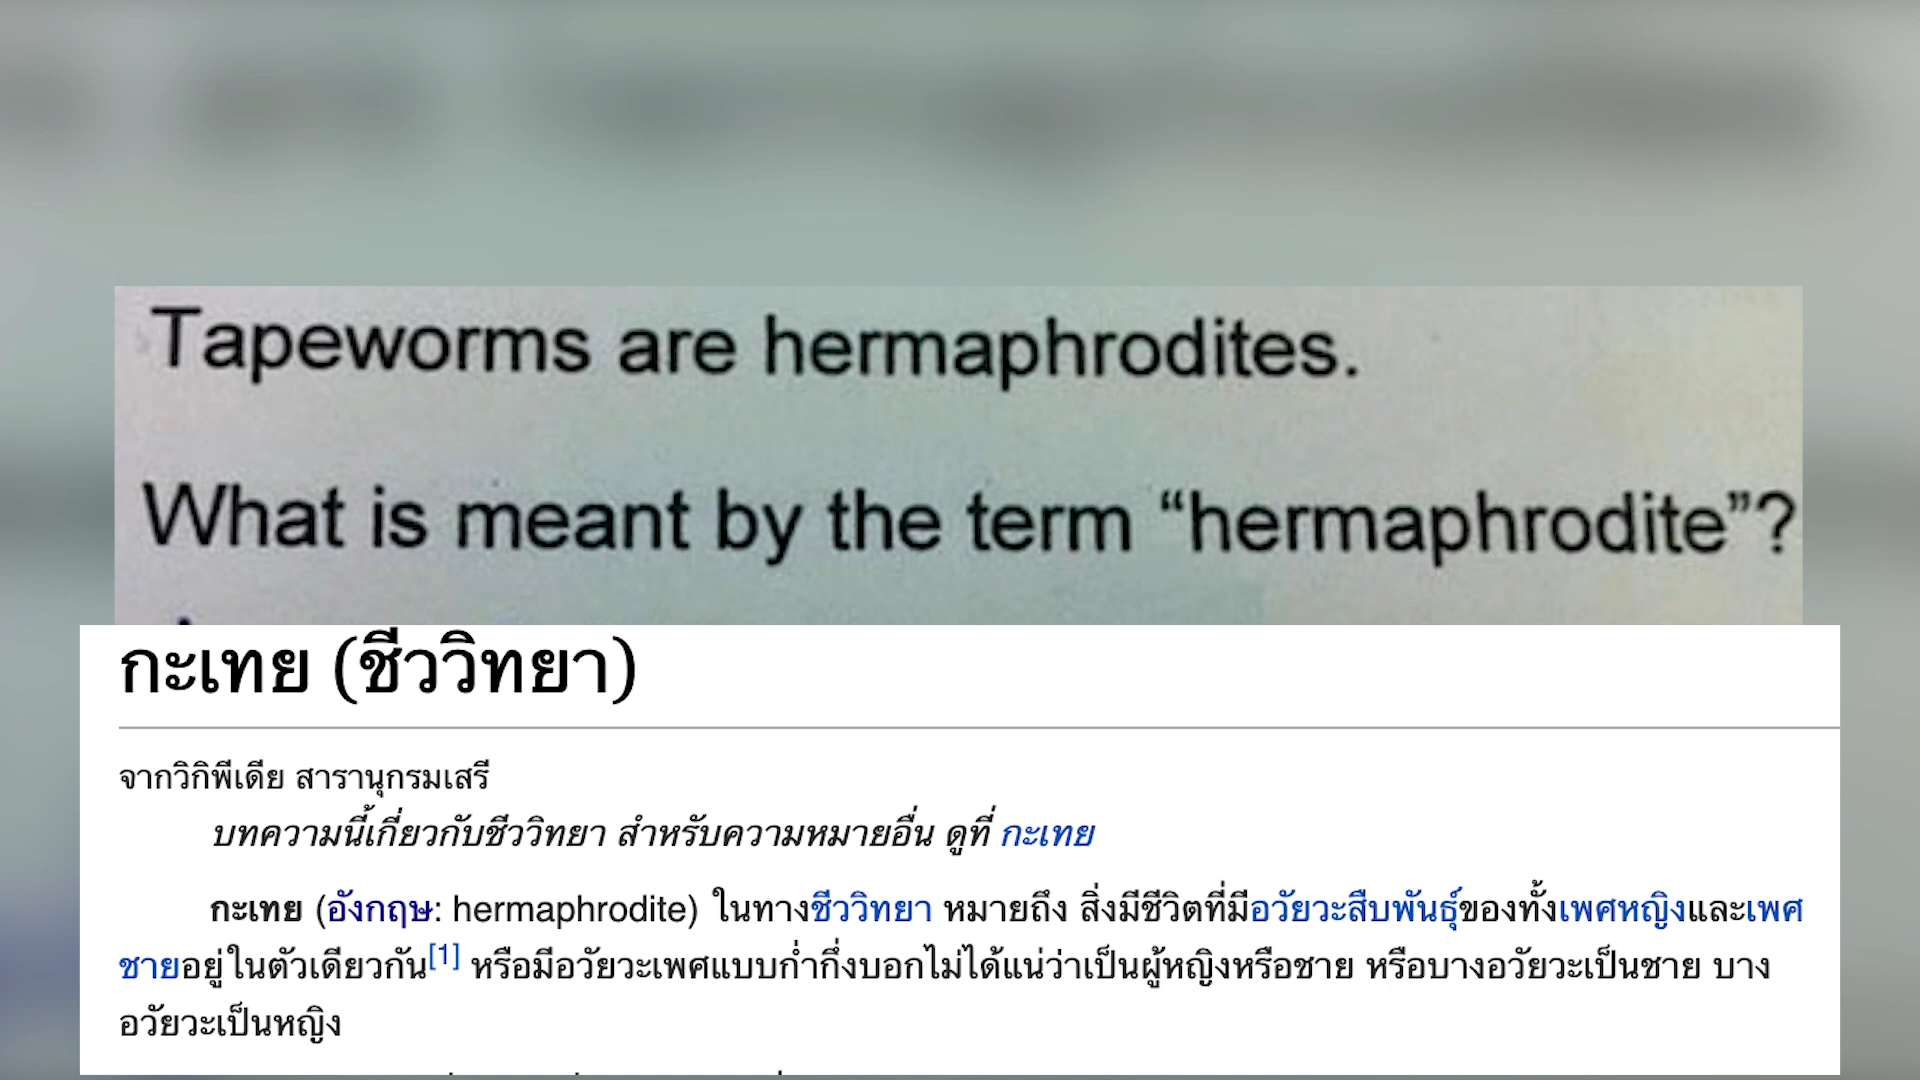 Tapeworms are hermaphrodites.
What is meant by the term “hermaphrodite”?
กะเทย (ชีววิทยา)
จากวิกิพีเดีย สารานุกรมเสรี
บทความนี้เกี่ยวกับชีววิทยา สำหรับความหมายอื่น ดูที่ กะเทย
กะเทย (อังกฤษ: hermaphrodite) ในทางชีววิทยา หมายถึง สิ่งมีชีวิตที่มีอวัยวะสืบพันธุ์ของทั้งเพศหญิงและเพศ
ชายอยู่ในตัวเดียวกัน[1] หรือมีอวัยวะเพศแบบก่ำกึ่งบอกไม่ได้แน่ว่าเป็นผู้หญิงหรือชาย หรือบางอวัยวะเป็นชาย บาง
อวัยวะเป็นหญิง